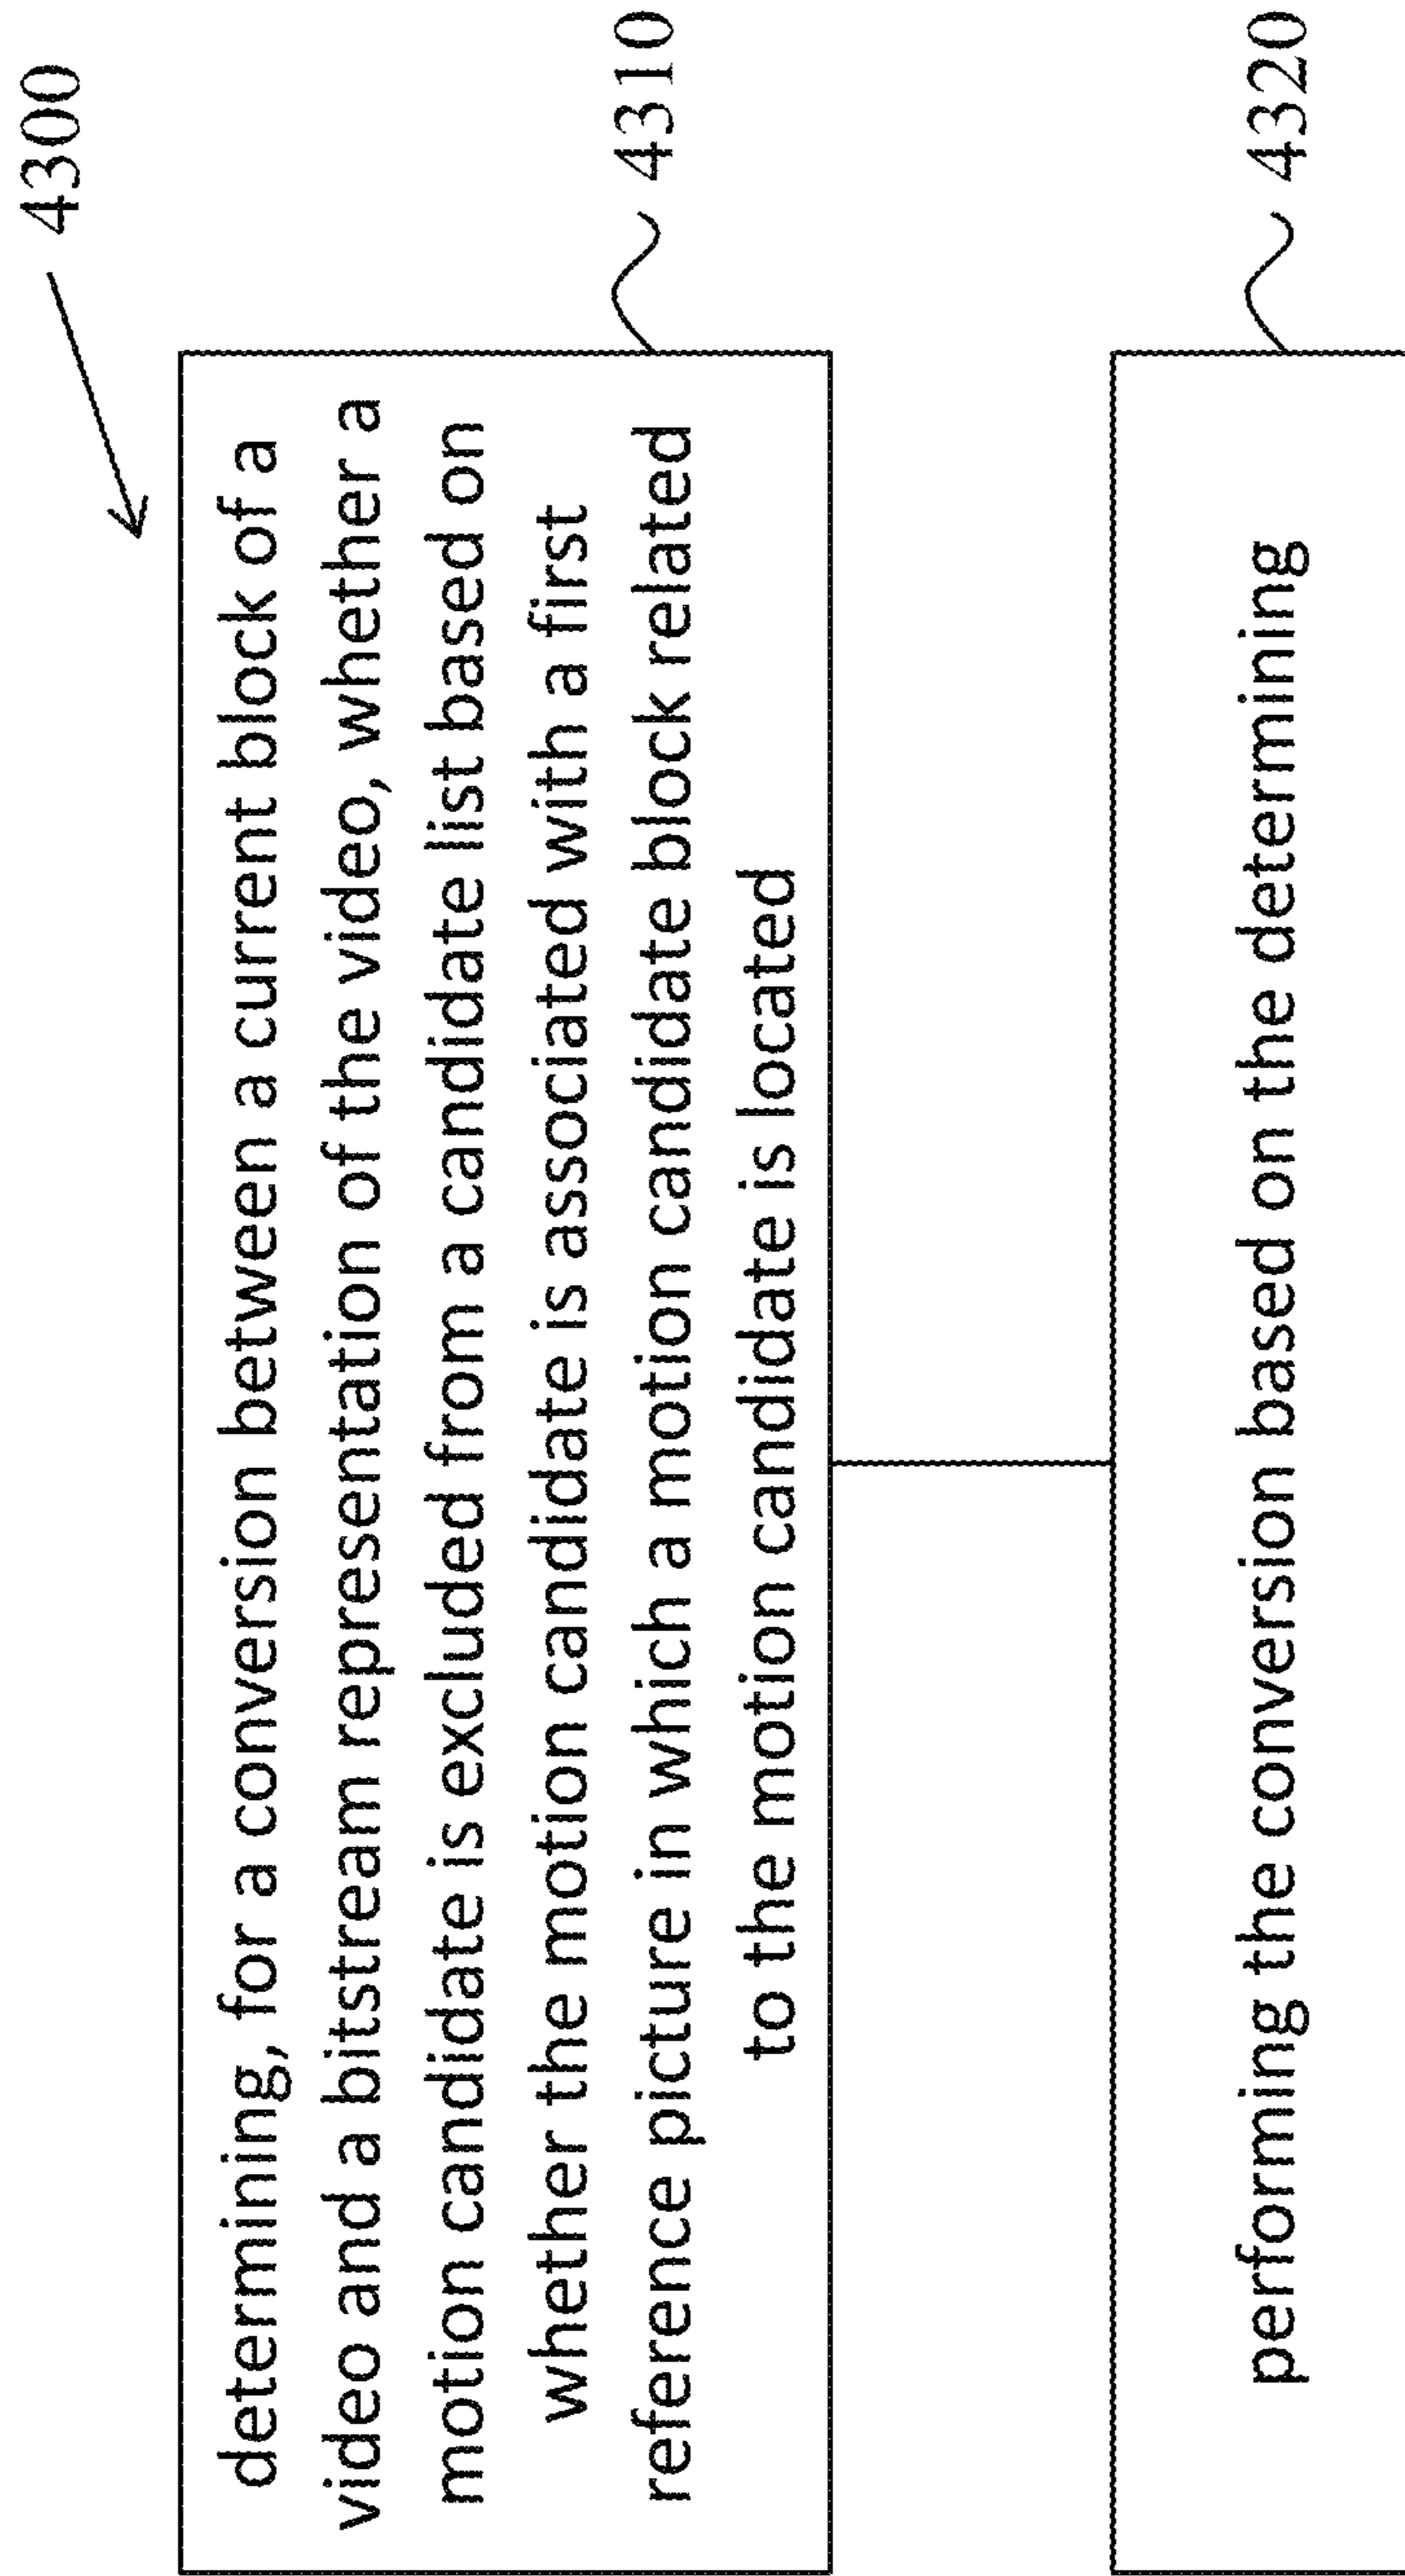 4300
determining, for a conversion between a current block of a
video and a bitstream representation of the video, whether a
motion candidate is excluded from a candidate list based on
whether the motion candidate is associated with a first
reference picture in which a motion candidate block related
to the motion candidate is located
4310
performing the conversion based on the determining
4320